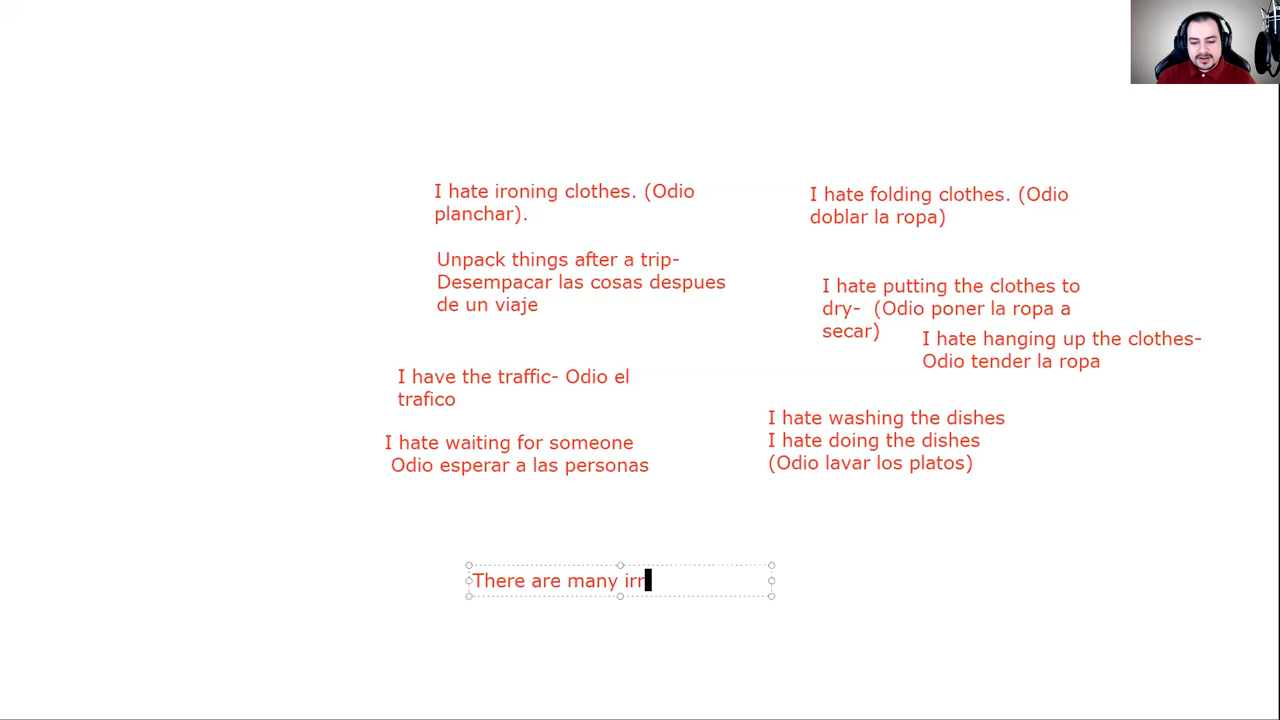 I hate ironing clothes. (Odio
planchar).
I hate folding clothes. (Odio
doblar la ropa)
Unpack things after a trip-
Desempacar las cosas despues
de un viaje
I hate putting the clothes to
dry-  (Odio poner la ropa a
secar)
I hate hanging up the clothes-
Odio tender la ropa
I have the traffic- Odio el
trafico
I hate waiting for someone
Odio esperar a las personas
I hate washing the dishes
I hate doing the dishes
(Odio lavar los platos)
There are many irr